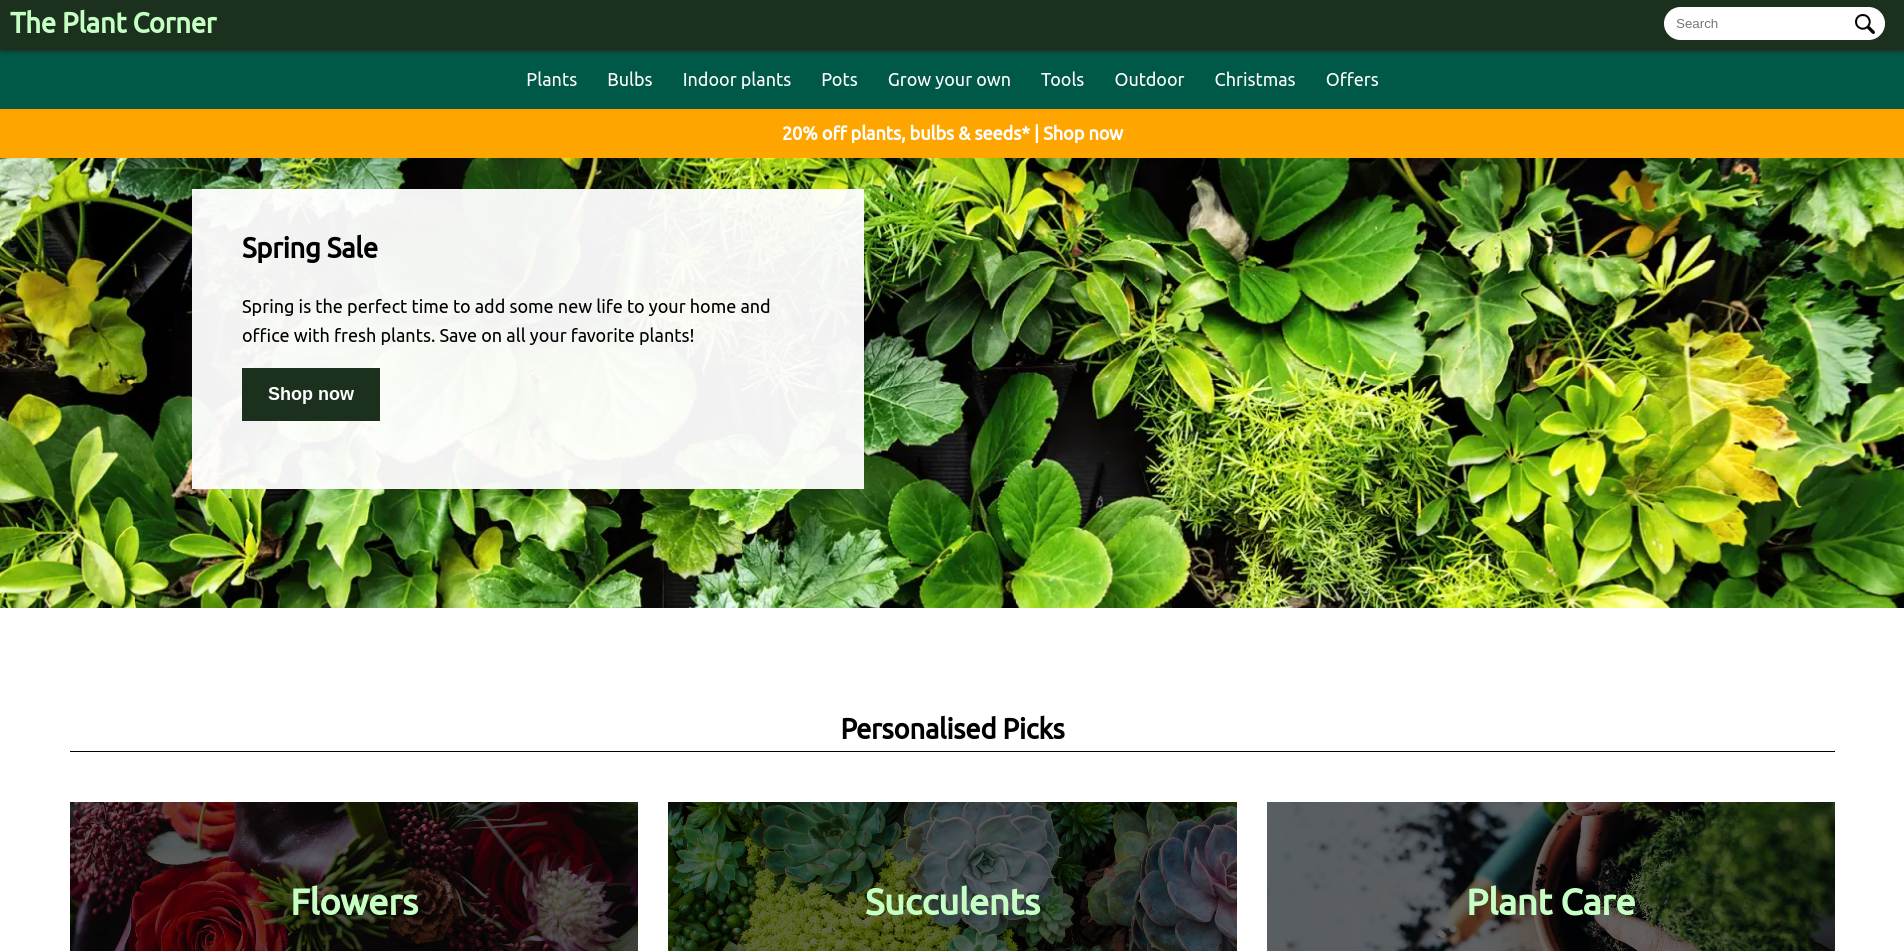 The Plant Corner
Search
Plants Bulbs Indoor plants Pots Grow your own Tools Outdoor Christmas Offers
20% off plants, bulbs & seeds* | Shop now
Spring Sale
Spring is the perfect time to add some new life to your home and
office with fresh plants. Save on all your favorite plants!
Shop now
Personalised Picks
Flowers Succulents Plant Care